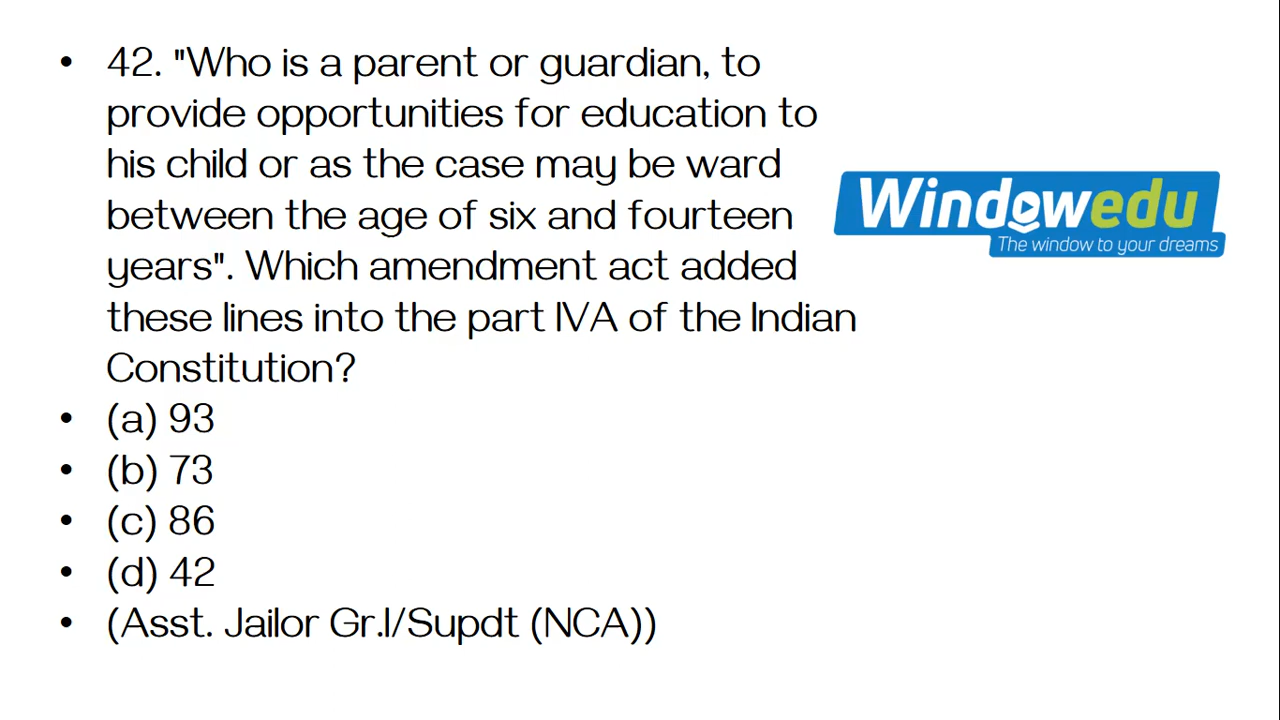 • 42. "Who is a parent or guardian, to
provide opportunities for education to
his child or as the case may be ward
between the age of six and fourteen
years". Which amendment act added
these lines into the part IVA of the Indian
Constitution?
• (a) 93
• (b) 73
• (c) 86
• (d) 42
• (Asst. Jailor Gr.I/Supdt (NCA))
Windowedu
The window to your dreams